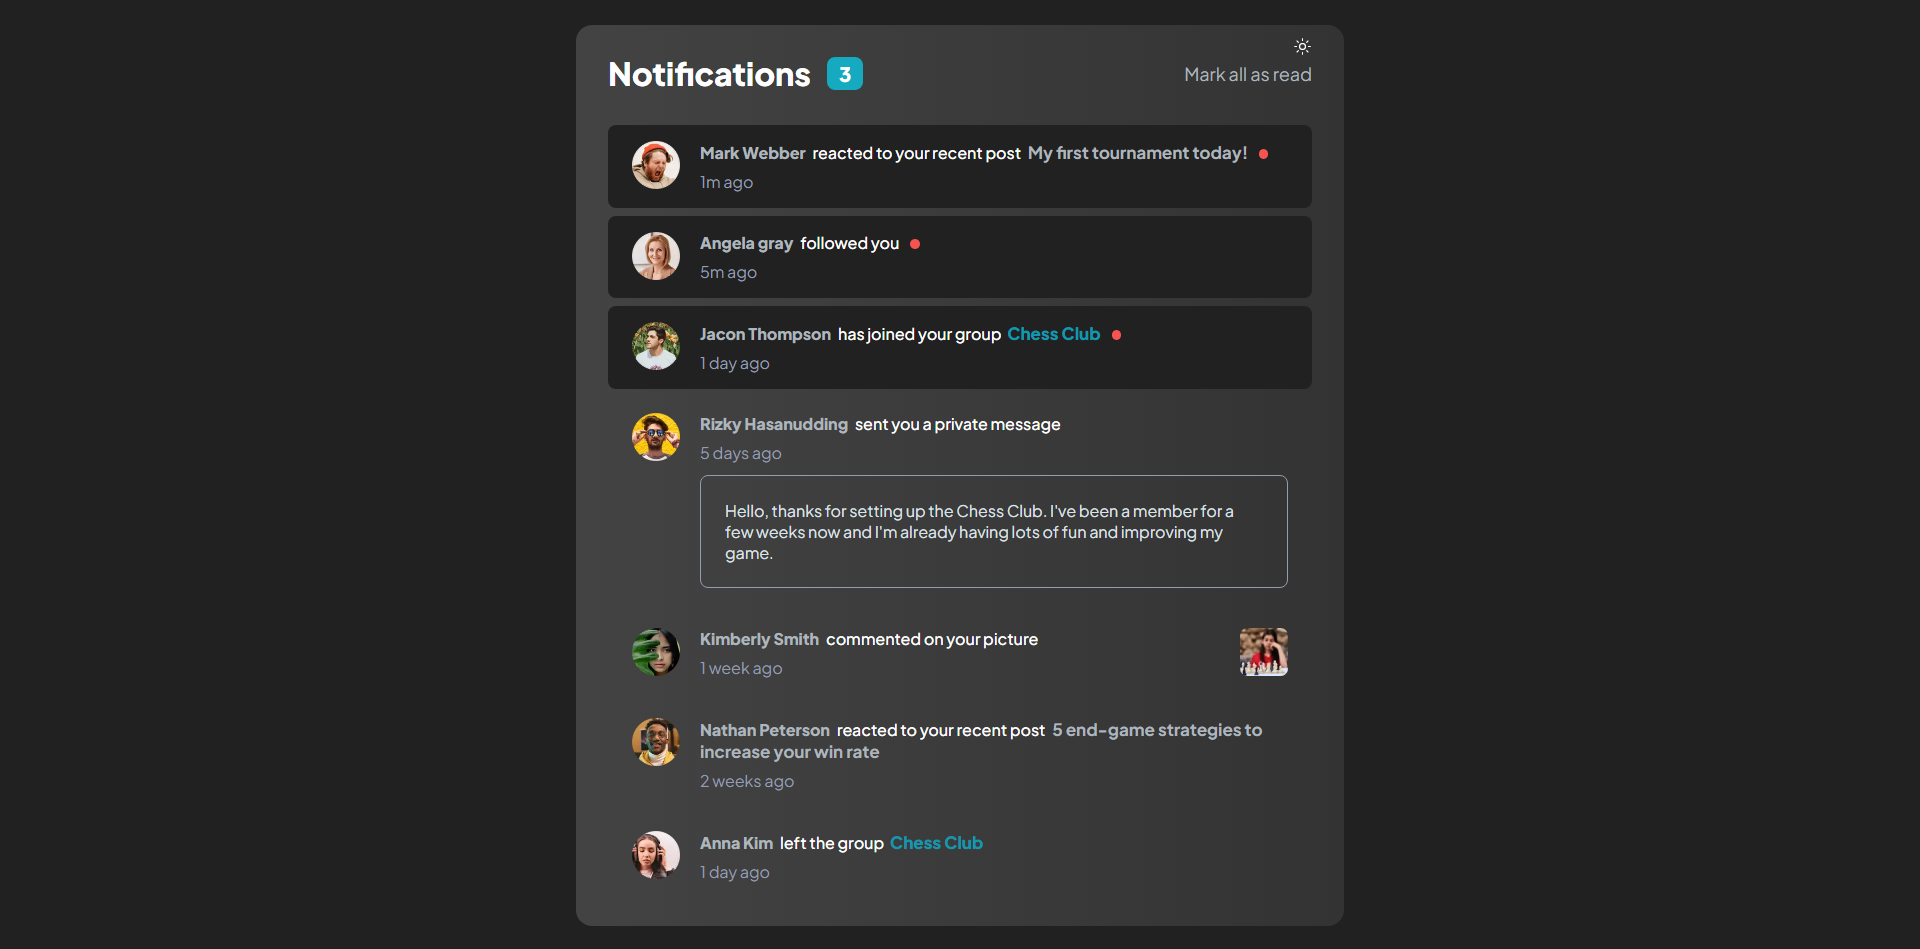 Notifications 3
Mark all as read
Mark Webber reacted to your recent post My first tournament today!
1m ago
Angela gray followed you
5m ago
Jacon Thompson has joined your group Chess Club
1 day ago
Rizky Hasanudding sent you a private message
5 days ago
Hello, thanks for setting up the Chess Club. I've been a member for a
few weeks now and I'm already having lots of fun and improving my
game.
Kimberly Smith commented on your picture
1 week ago
Nathan Peterson reacted to your recent post 5 end-game strategies to
increase your win rate
2 weeks ago
Anna Kim left the group Chess Club
1 day ago